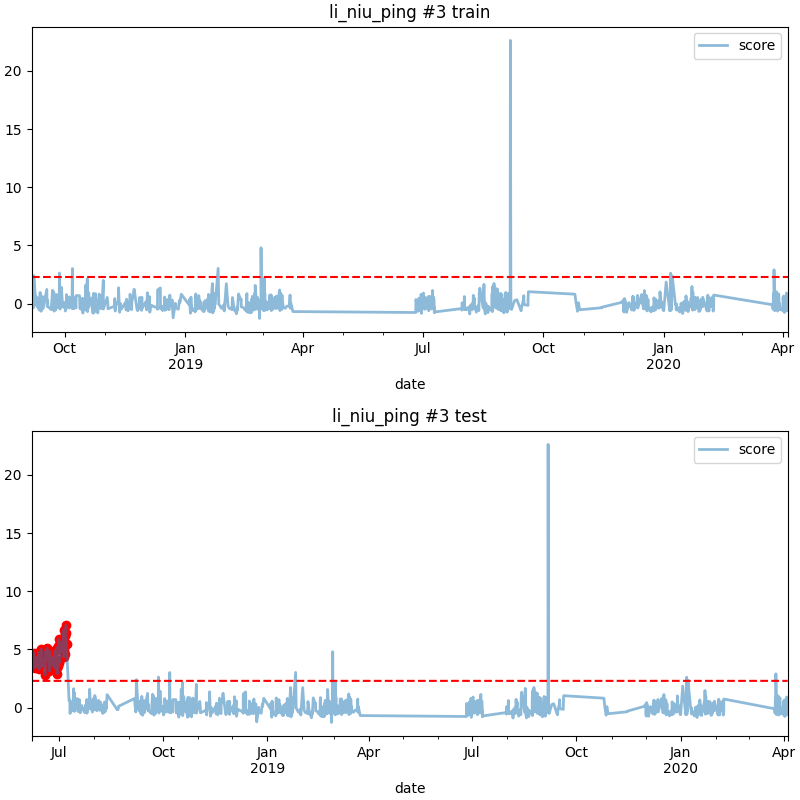 li_niu_ping #3 train
score
20
15
10
5
0
Oct
Jan
2019
Apr
Jul
Oct
Jan
2020
Apr
date
li_niu_ping #3 test
score
20
15
10
5
0
Jul
Oct
Jan
2019
Apr
Jul
Oct
Jan
2020
Apr
date